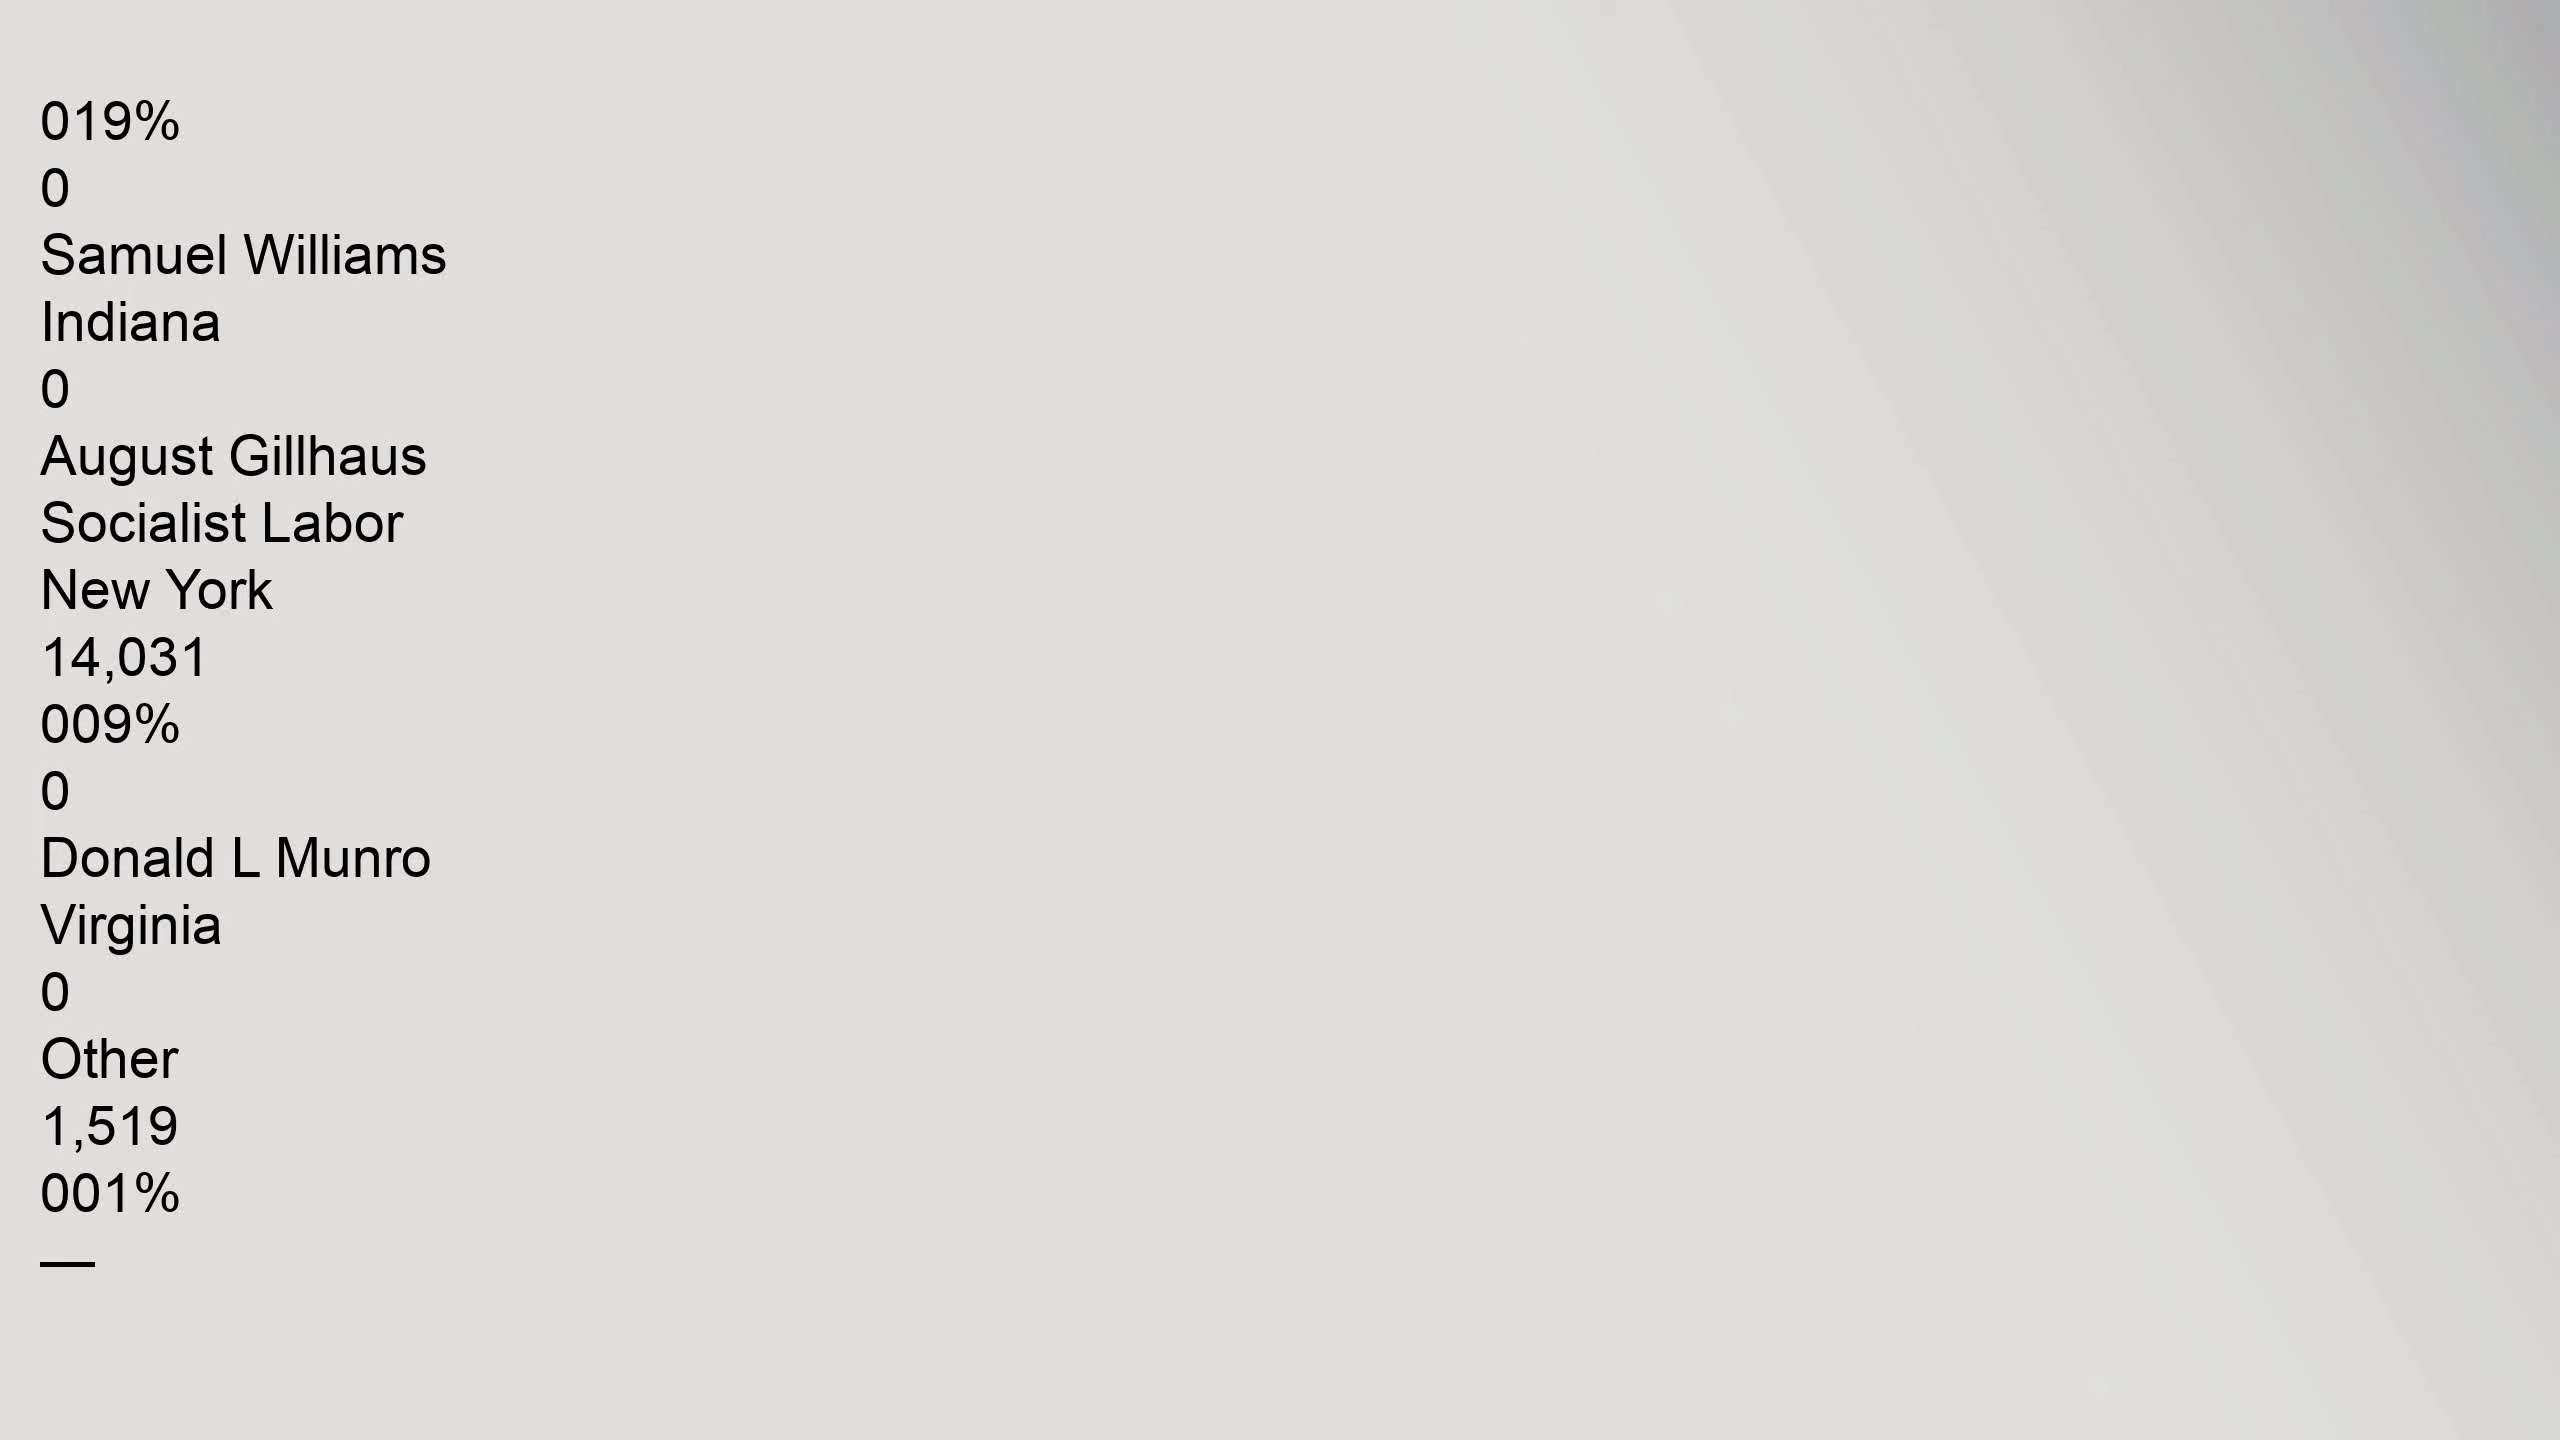 019%
0
Samuel Williams
Indiana
0
August Gillhaus
Socialist Labor
New York
14,031
009%
0
Donald L Munro
Virginia
0
Other
1,519
001%
—